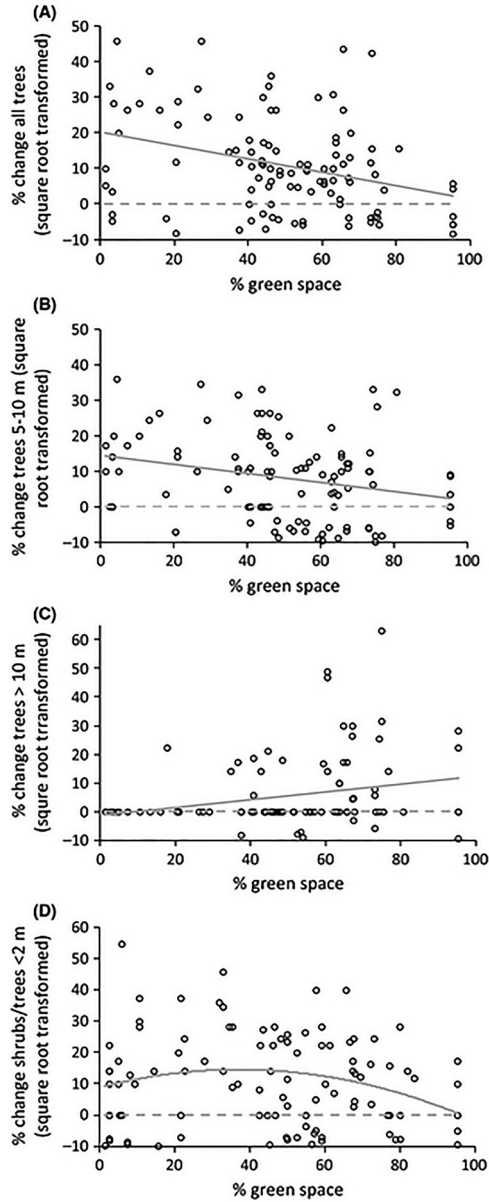 (A)
% change all trees
(square root transformed)
50
40
30
20
10
0
–10
0 20 40 60 80 100
% green space
(B)
% change trees 5-10 m (square
root transformed)
50
40
30
20
10
0
–10
0 20 40 60 80 100
% green space
(C)
% change trees > 10 m
(squre root trransformed)
60
50
40
30
20
10
0
–10
0 20 40 60 80 100
% green space
(D)
% change shrubs/trees <2 m
(square root transformed)
60
50
40
30
20
10
0
–10
0 20 40 60 80 100
% green space